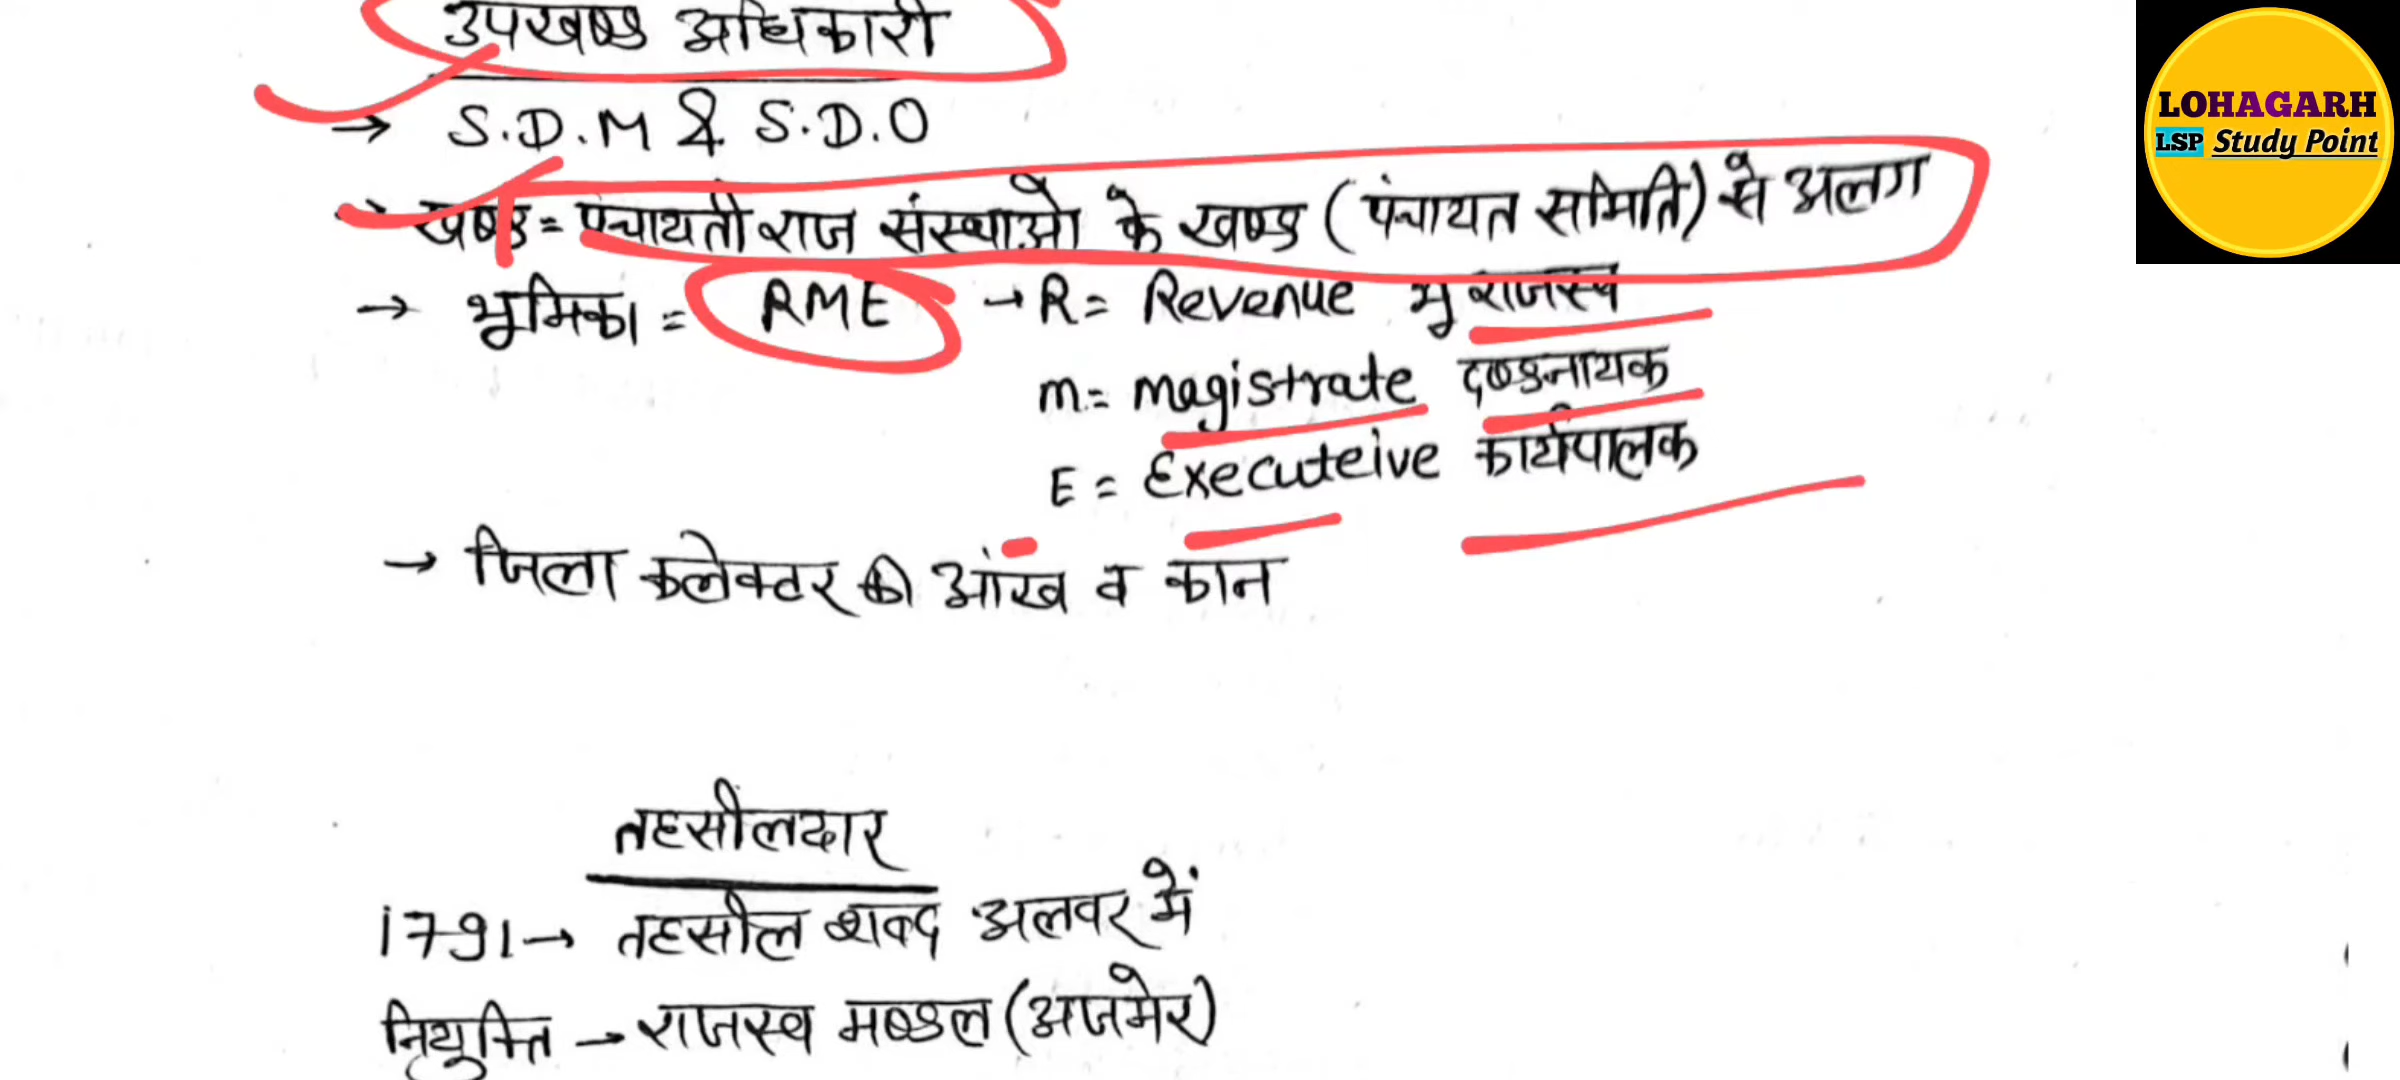 उपखण्ड अधिकारी
→ S.D.M & S.D.O
→ खण्ड = पंचायती राज संस्थाओ के खण्ड (पंचायत समिति) से अलग
→ भूमिका = RME → R = Revenue भू राजस्व
m = magistrate दण्डनायक
E = Executeive कार्यपालक
→ जिला कलेक्टर की आंख व कान
तहसीलदार
1791 → तहसील शब्द अलवर में
नियुक्ति → राजस्व मण्डल (अजमेर)
LOHAGARH
LSP Study Point